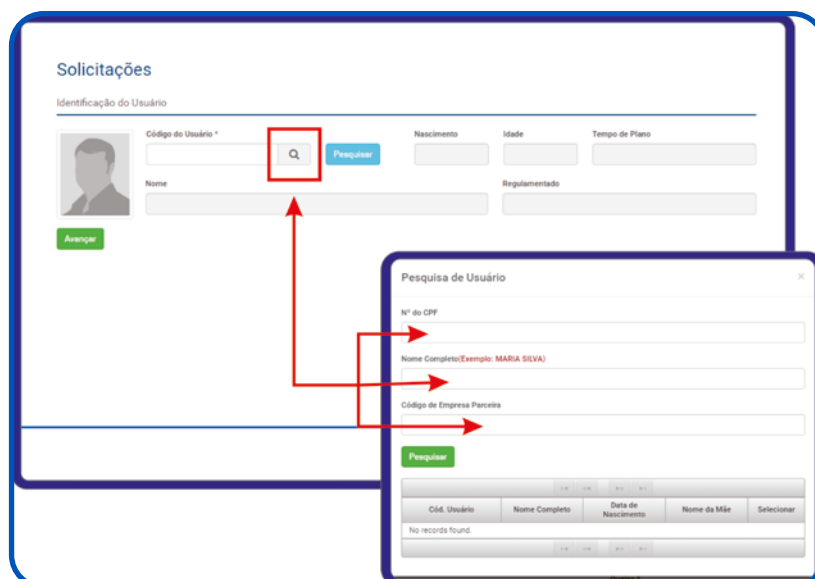 Solicitações
Identificação do Usuário
Código do Usuário *
Nascimento
Idade
Tempo de Plano
Pesquisar
Nome
Regulamentado
Avançar
Pesquisa de Usuário
×
Nº do CPF
Nome Completo(Exemplo: MARIA SILVA)
Código de Empresa Parceira
Pesquisar
Cód. Usuário
Nome Completo
Data de
Nascimento
Nome da Mãe
Selecionar
No records found.